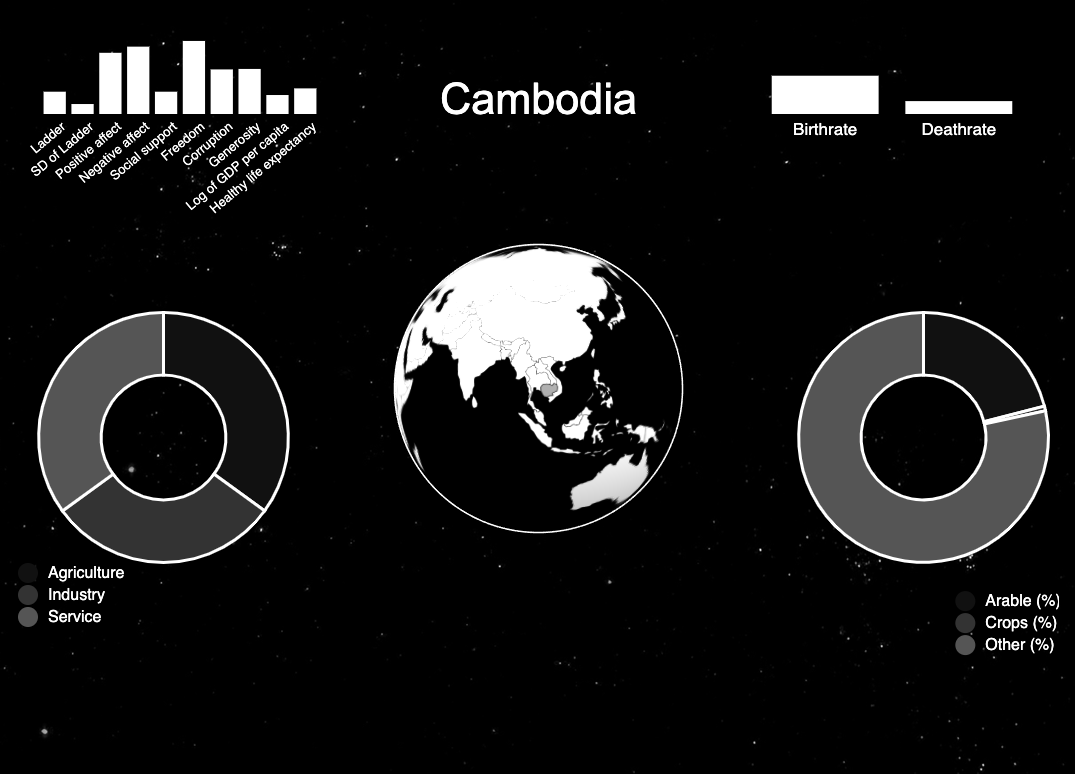 Cambodia
Ladder
SD of Ladder
Positive affect
Negative affect
Social support
Freedom
Corruption
Generosity
Log of GDP per capita
Healthy life expectancy
Birthrate
Deathrate
Agriculture
Industry
Service
Arable (%)
Crops (%)
Other (%)